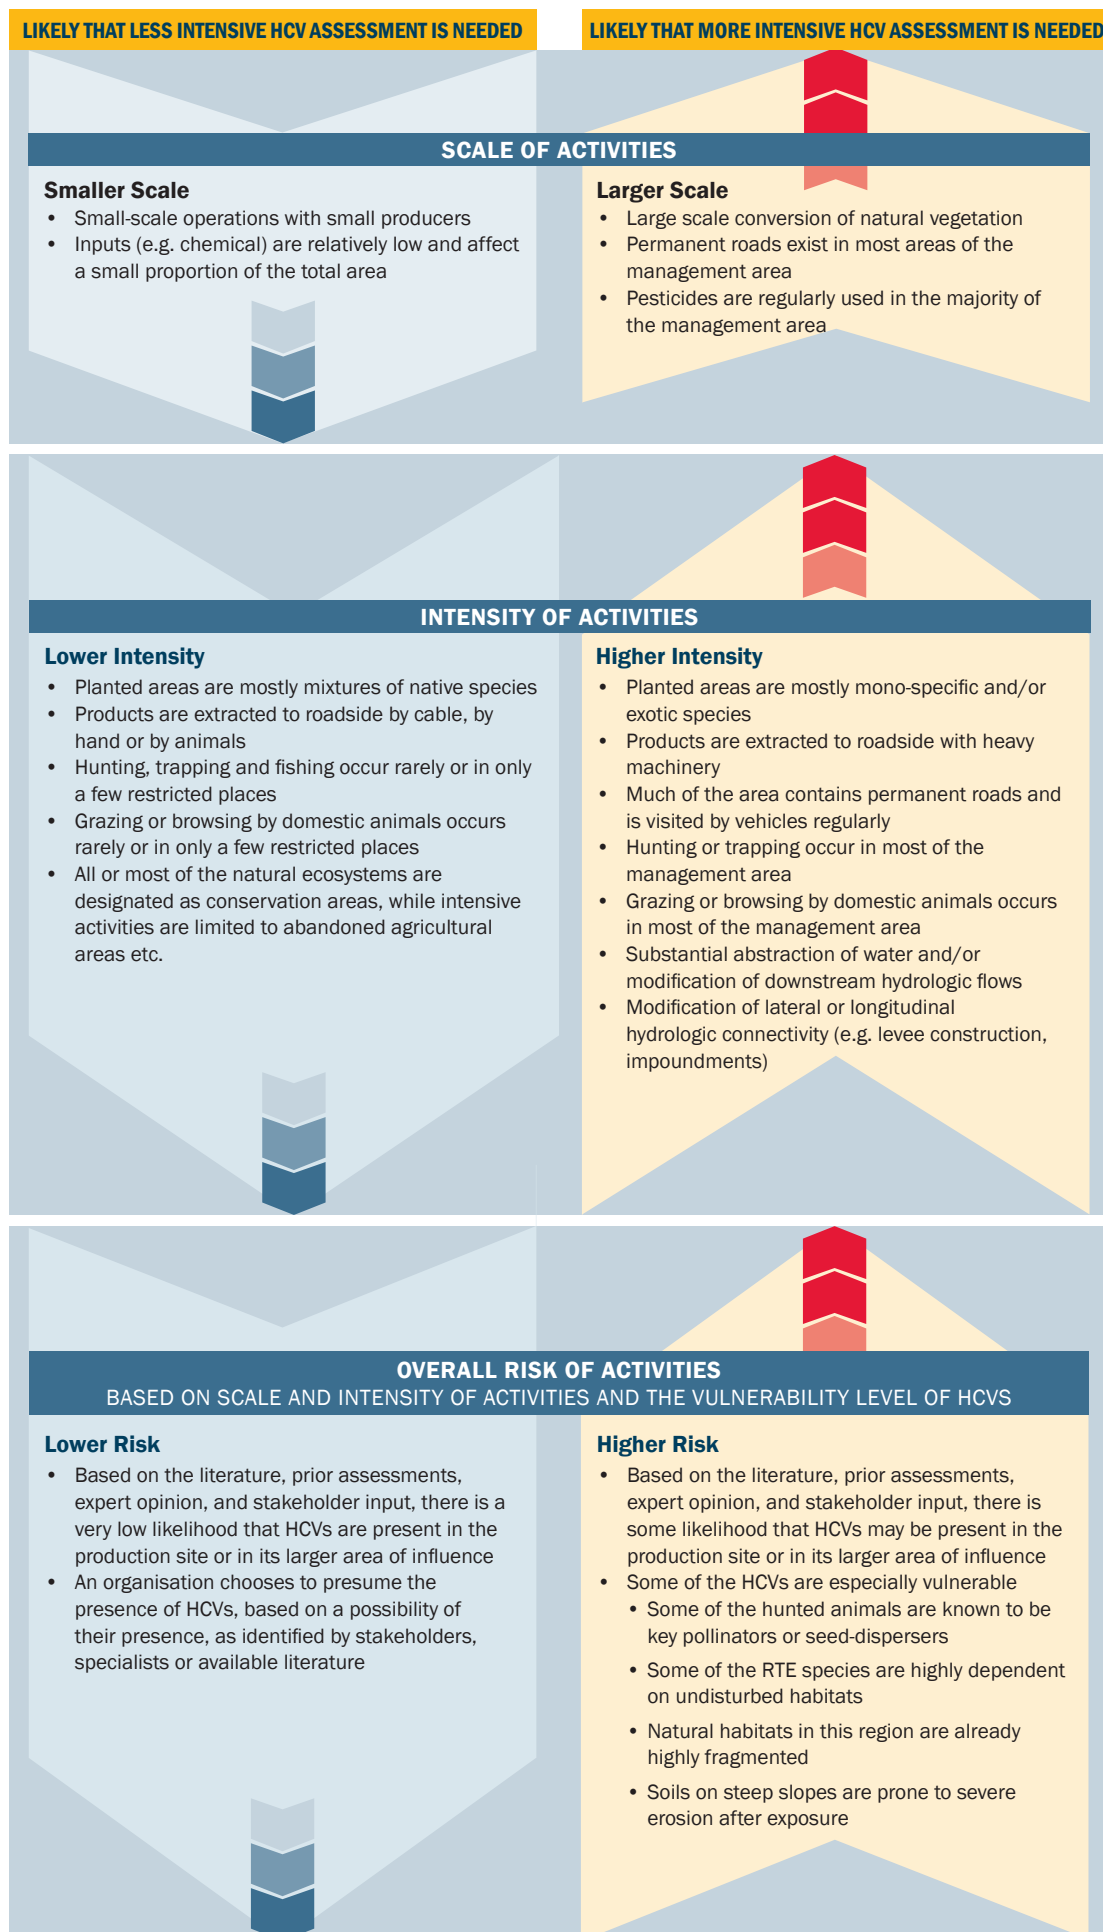 LIKELY THAT LESS INTENSIVE HCV ASSESSMENT IS NEEDED
LIKELY THAT MORE INTENSIVE HCV ASSESSMENT IS NEEDED
SCALE OF ACTIVITIES
Smaller Scale
• Small-scale operations with small producers
• Inputs (e.g. chemical) are relatively low and affect
a small proportion of the total area
Larger Scale
• Large scale conversion of natural vegetation
• Permanent roads exist in most areas of the
management area
• Pesticides are regularly used in the majority of
the management area
INTENSITY OF ACTIVITIES
Lower Intensity
• Planted areas are mostly mixtures of native species
• Products are extracted to roadside by cable, by
hand or by animals
• Hunting, trapping and fishing occur rarely or in only
a few restricted places
• Grazing or browsing by domestic animals occurs
rarely or in only a few restricted places
• All or most of the natural ecosystems are
designated as conservation areas, while intensive
activities are limited to abandoned agricultural
areas etc.
Higher Intensity
• Planted areas are mostly mono-specific and/or
exotic species
• Products are extracted to roadside with heavy
machinery
• Much of the area contains permanent roads and
is visited by vehicles regularly
• Hunting or trapping occur in most of the
management area
• Grazing or browsing by domestic animals occurs
in most of the management area
• Substantial abstraction of water and/or
modification of downstream hydrologic flows
• Modification of lateral or longitudinal
hydrologic connectivity (e.g. levee construction,
impoundments)
OVERALL RISK OF ACTIVITIES
BASED ON SCALE AND INTENSITY OF ACTIVITIES AND THE VULNERABILITY LEVEL OF HCVS
Lower Risk
• Based on the literature, prior assessments,
expert opinion, and stakeholder input, there is a
very low likelihood that HCVs are present in the
production site or in its larger area of influence
• An organisation chooses to presume the
presence of HCVs, based on a possibility of
their presence, as identified by stakeholders,
specialists or available literature
Higher Risk
• Based on the literature, prior assessments,
expert opinion, and stakeholder input, there is
some likelihood that HCVs may be present in the
production site or in its larger area of influence
• Some of the HCVs are especially vulnerable
• Some of the hunted animals are known to be
key pollinators or seed-dispersers
• Some of the RTE species are highly dependent
on undisturbed habitats
• Natural habitats in this region are already
highly fragmented
• Soils on steep slopes are prone to severe
erosion after exposure